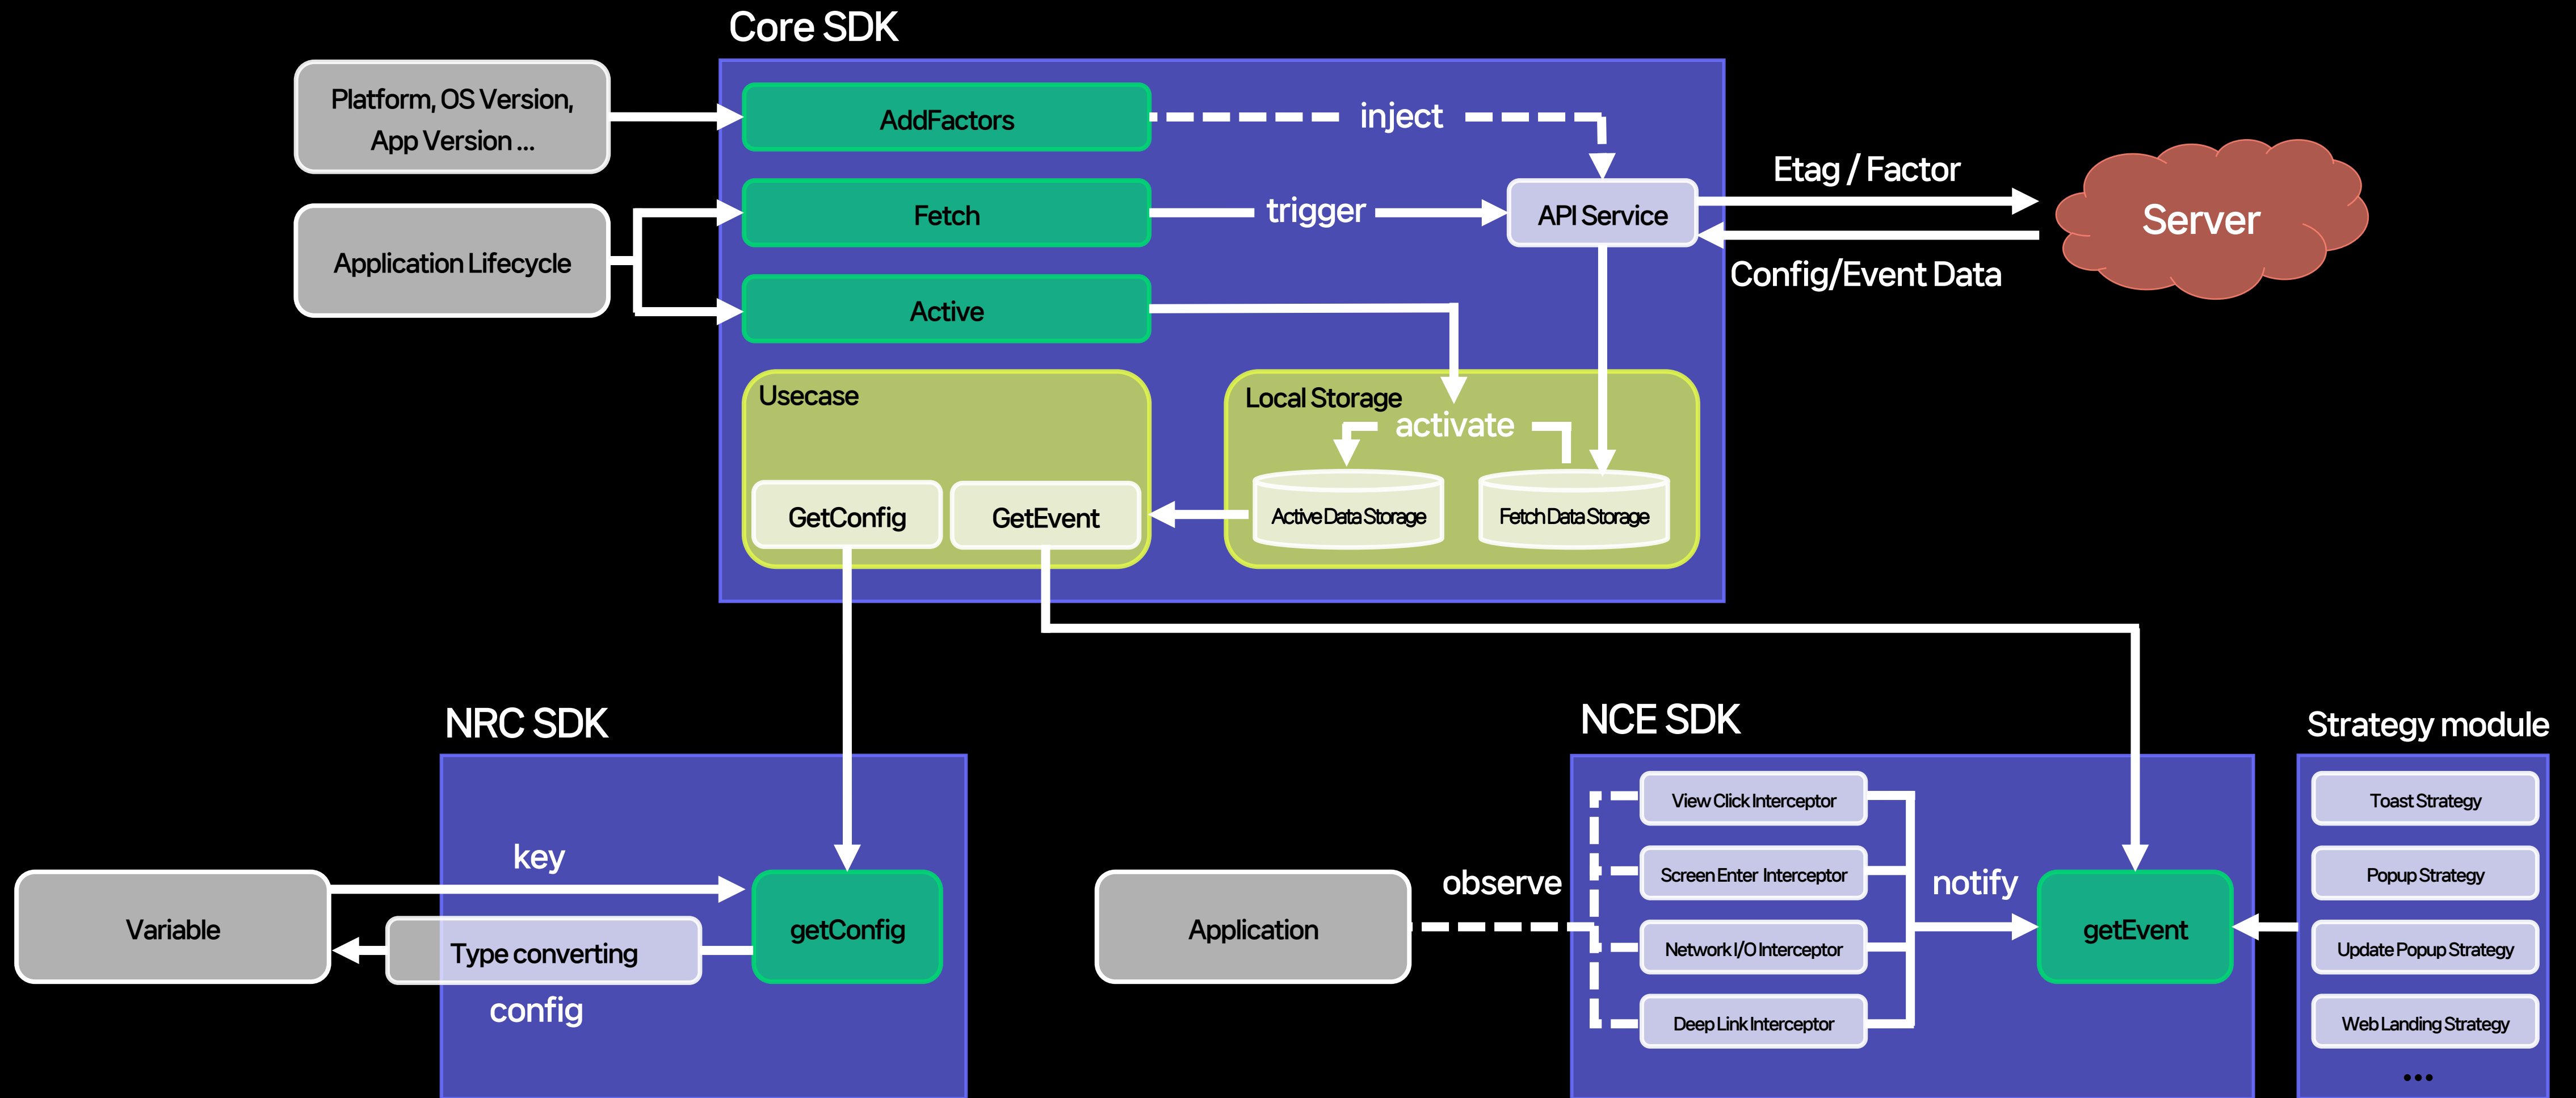 Core SDK
Platform, OS Version,
App Version ...
AddFactors
inject
Etag / Factor
Fetch
trigger
API Service
Server
Application Lifecycle
Config/Event Data
Active
Usecase
Local Storage
activate
GetConfig
GetEvent
Active Data Storage
Fetch Data Storage
NRC SDK
NCE SDK
Strategy module
View Click Interceptor
Toast Strategy
key
Screen Enter Interceptor
Popup Strategy
observe
notify
Variable
getConfig
Application
getEvent
Type converting
Network I/O Interceptor
Update Popup Strategy
config
Deep Link Interceptor
Web Landing Strategy
...